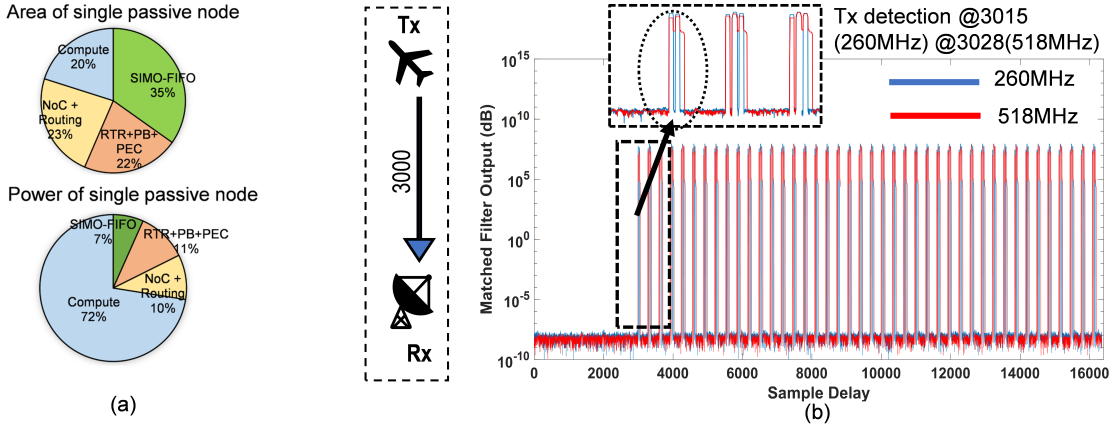 Area of single passive node
Compute
20%
SIMO-FIFO
35%
NoC +
Routing
23%
RTR+PB+
PEC
22%
Power of single passive node
SIMO-FIFO
7%
RTR+PB+PEC
11%
NoC +
Routing
10%
Compute
72%
(a)
Tx
3000
Rx
Tx detection @3015
(260MHz) @3028(518MHz)
260MHz
518MHz
Matched Filter Output (dB)
10^15
10^10
10^5
10^0
10^-5
10^-10
0
2000
4000
6000
8000
10000
12000
14000
16000
Sample Delay
(b)